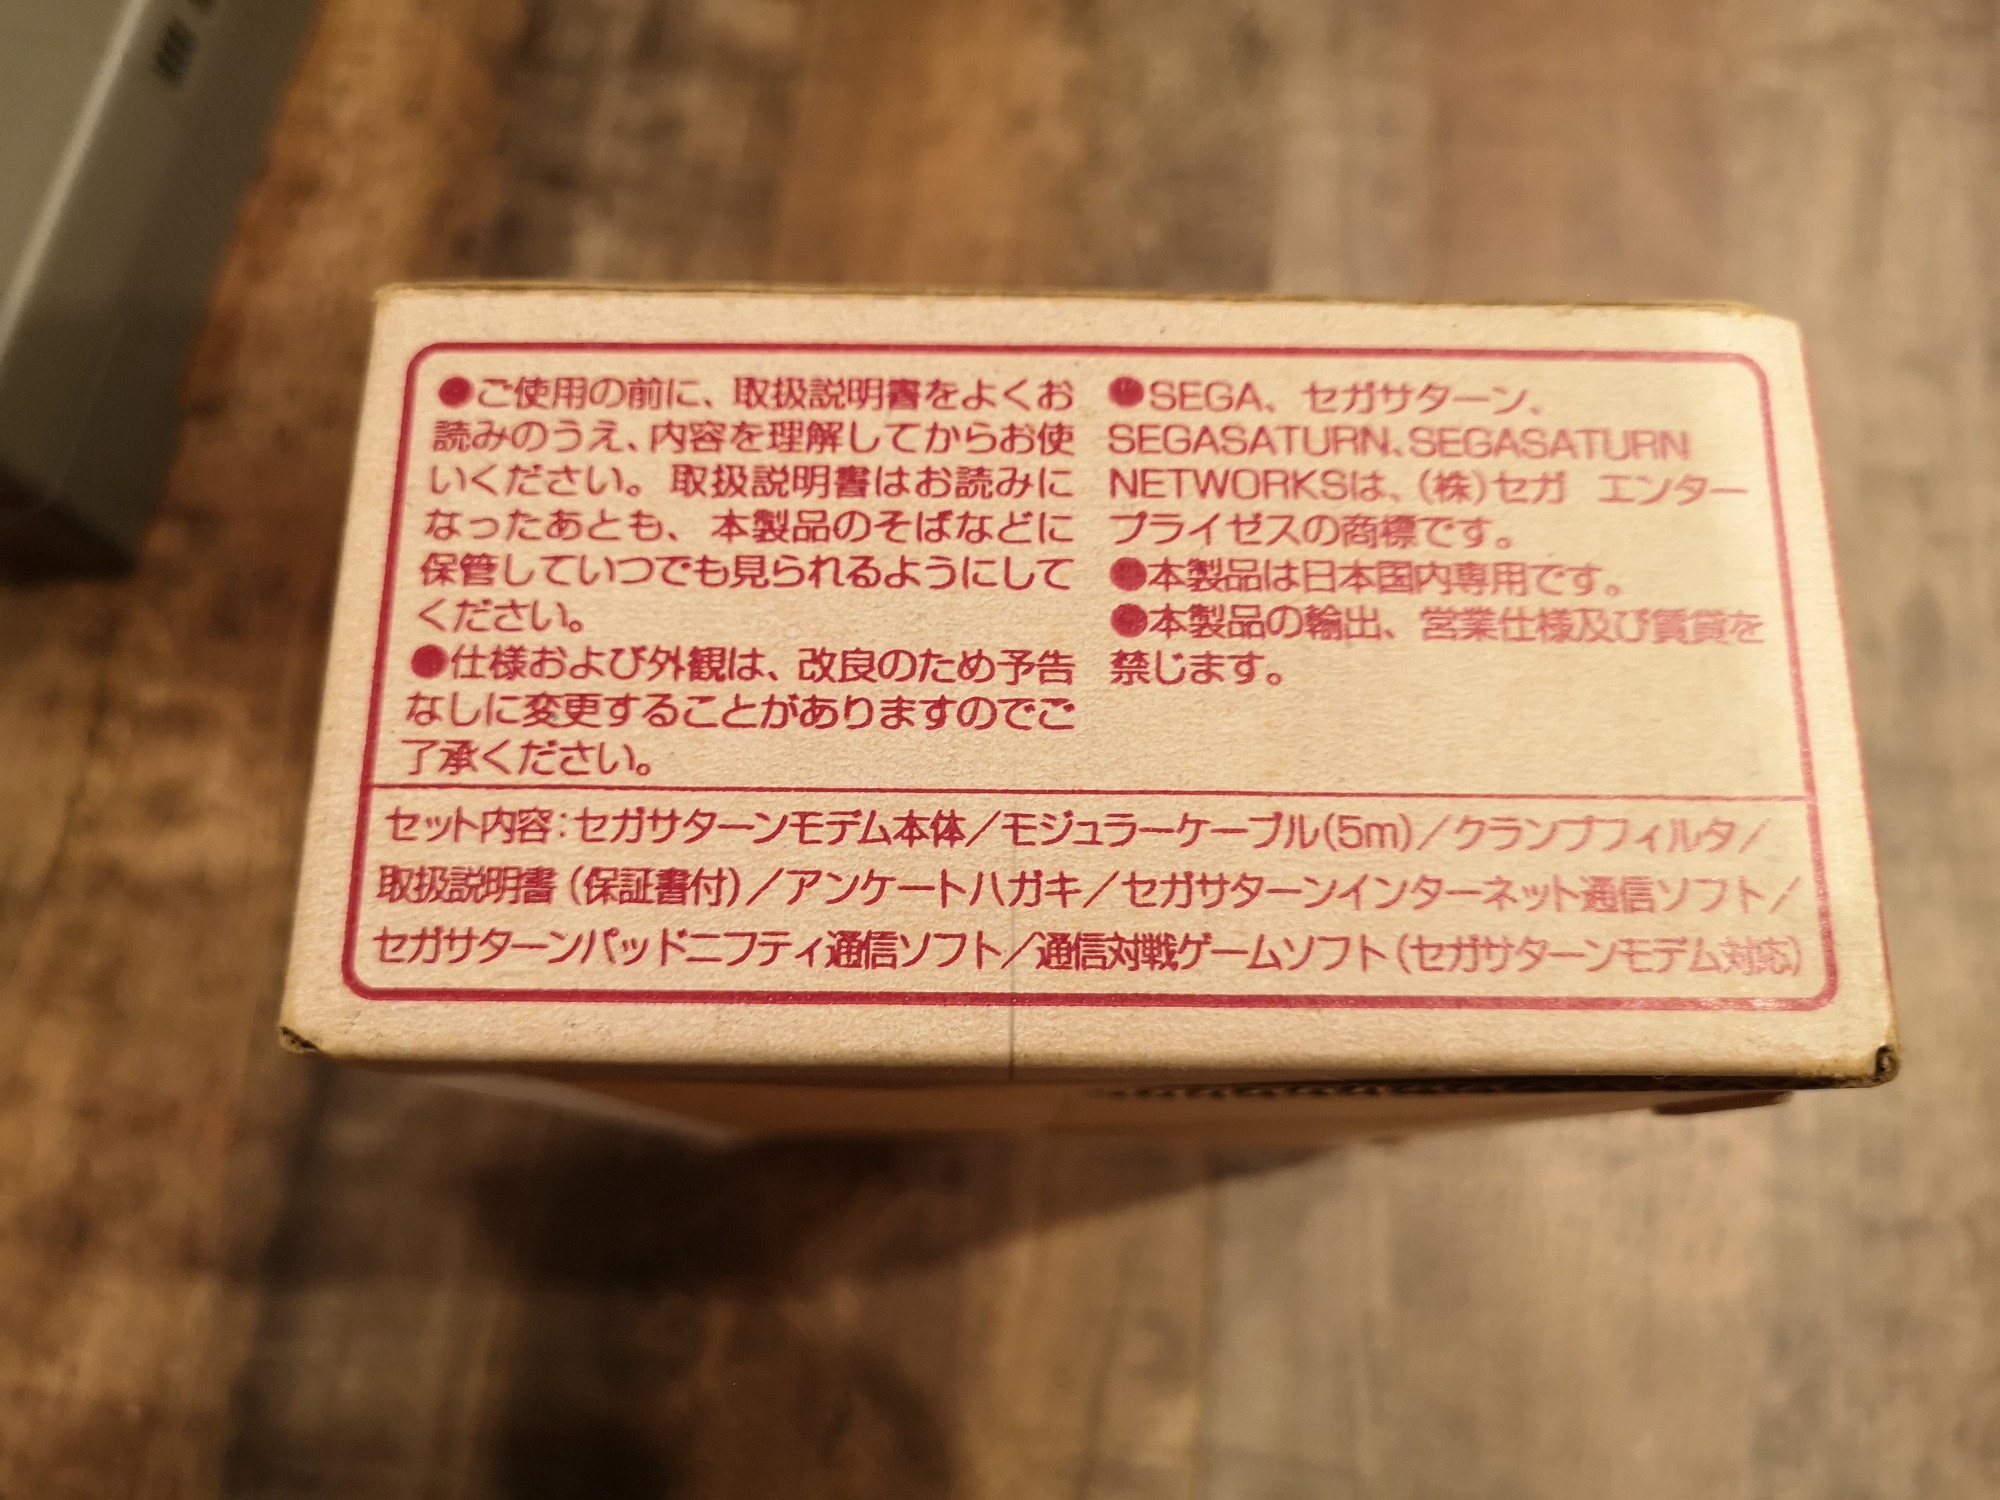 ●ご使用の前に、取扱説明書をよくお
読みのうえ、内容を理解してからお使
いください。取扱説明書はお読みに
なったあとも、本製品のそばなどに
保管していつでも見られるようにして
ください。
●仕様および外観は、改良のため予告
なしに変更することがありますのでご
了承ください。
●SEGA、セガサターン、
SEGASATURN、SEGASATURN
NETWORKSは、(株)セガ エンター
プライゼスの商標です。
●本製品は日本国内専用です。
●本製品の輸出、営業仕様及び賃貸を
禁じます。
セット内容:セガサターンモデム本体/モジュラーケーブル(5m)/クランプフィルタ/
取扱説明書(保証書付)/アンケートハガキ/セガサターンインターネット通信ソフト/
セガサターンパッドニフティ通信ソフト/通信対戦ゲームソフト(セガサターンモデム対応)